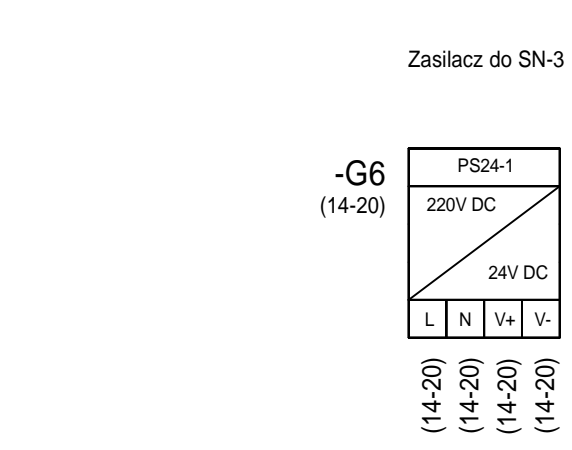 Zasilacz do SN-3
-G6
(14-20)
PS24-1
220V DC
24V DC
L N V+ V-
(14-20) (14-20) (14-20) (14-20)